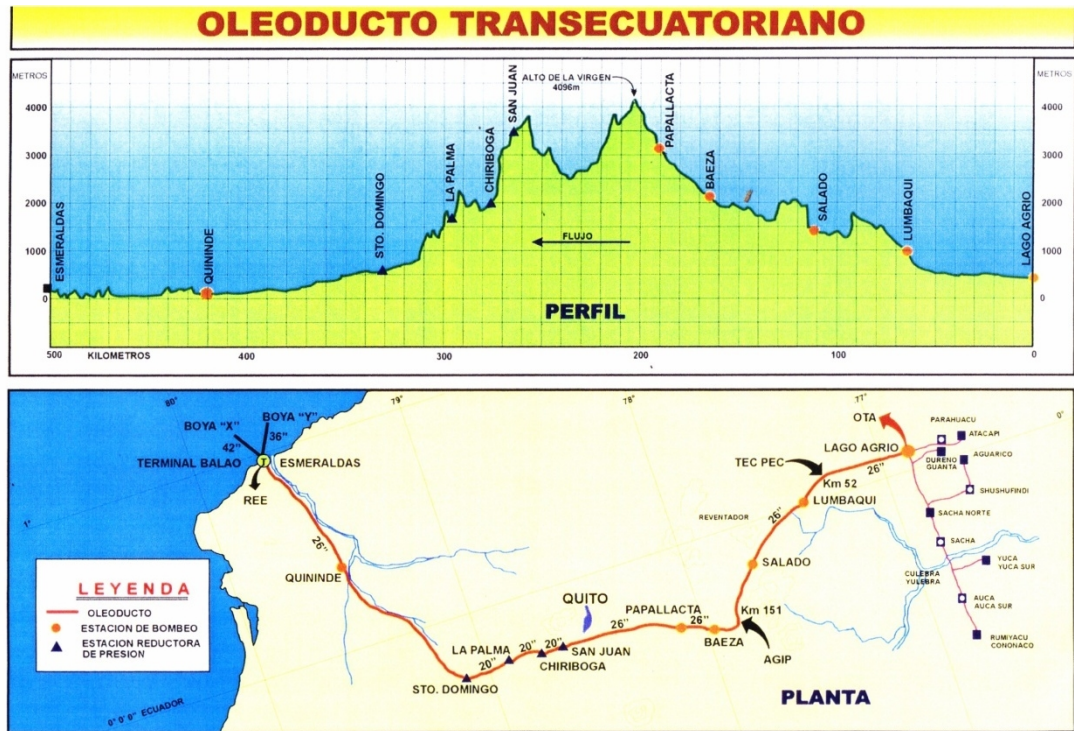 OLEODUCTO TRANSECUATORIANO
METROS
METROS
4000
3000
2000
1000
0
4000
3000
2000
1000
0
ESMERALDAS
QUININDE
STO. DOMINGO
LA PALMA
CHIRIBOGA
SAN JUAN
ALTO DE LA VIRGEN
4096m
PAPALLACTA
BAEZA
SALADO
LUMBAQUI
LAGO AGRIO
FLUJO
PERFIL
500
KILOMETROS
400
300
200
100
0
80°
79°
78°
77°
0°
1°
BOYA "X"
BOYA "Y"
42"
36"
TERMINAL BALAO
ESMERALDAS
REE
26"
QUININDE
STO. DOMINGO
20"
LA PALMA
20"
CHIRIBOGA
20"
SAN JUAN
QUITO
26"
PAPALLACTA
26"
BAEZA
AGIP
Km 151
SALADO
REVENTADOR
26"
LUMBAQUI
Km 52
TEC PEC
26"
LAGO AGRIO
OTA
PARAHUACU
ATACAPI
DURENO
GUANTA
AGUARICO
SHUSHUFINDI
SACHA NORTE
SACHA
CULEBRA
YULEBRA
YUCA
YUCA SUR
AUCA
AUCA SUR
RUMIYACU
CONONACO
LEYENDA
OLEODUCTO
ESTACION DE BOMBEO
ESTACION REDUCTORA
DE PRESION
0° 0' 0" ECUADOR
PLANTA